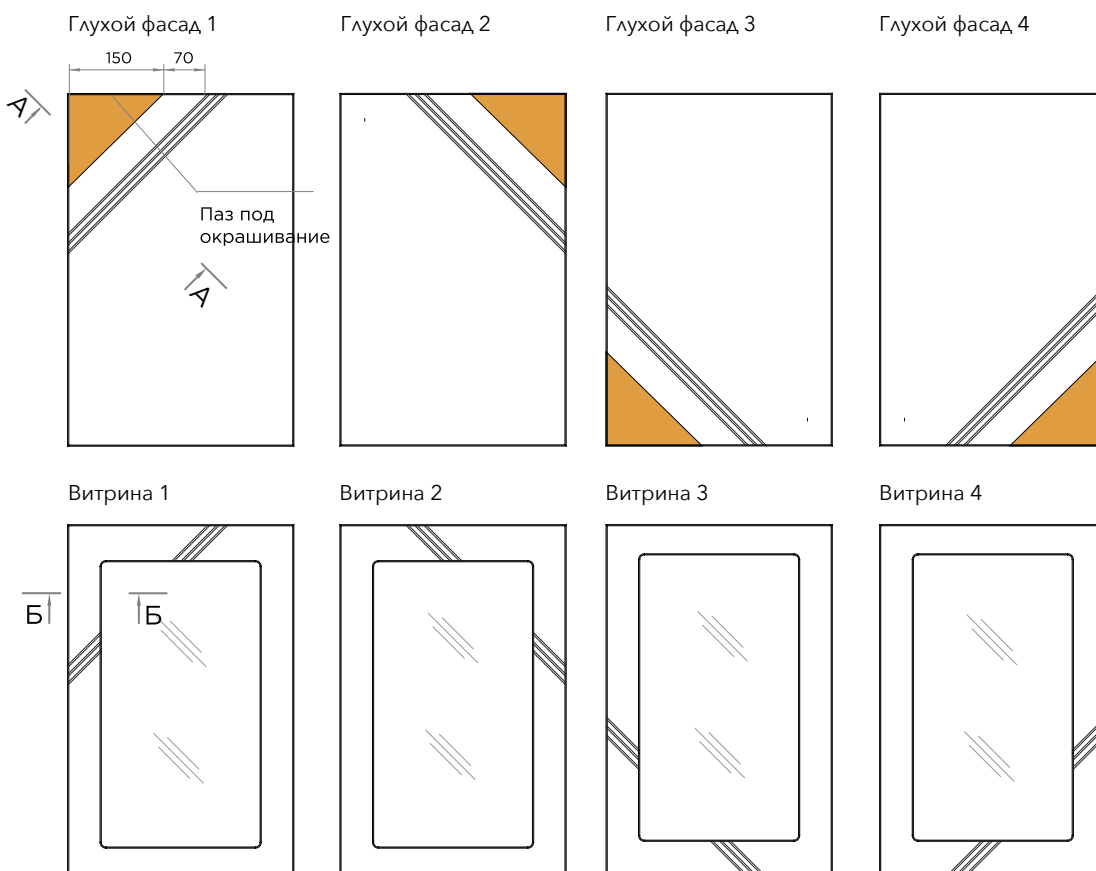 Глухой фасад 1
Глухой фасад 2
Глухой фасад 3
Глухой фасад 4
150
70
А
Паз под
окрашивание
А
Витрина 1
Витрина 2
Витрина 3
Витрина 4
Б
Б